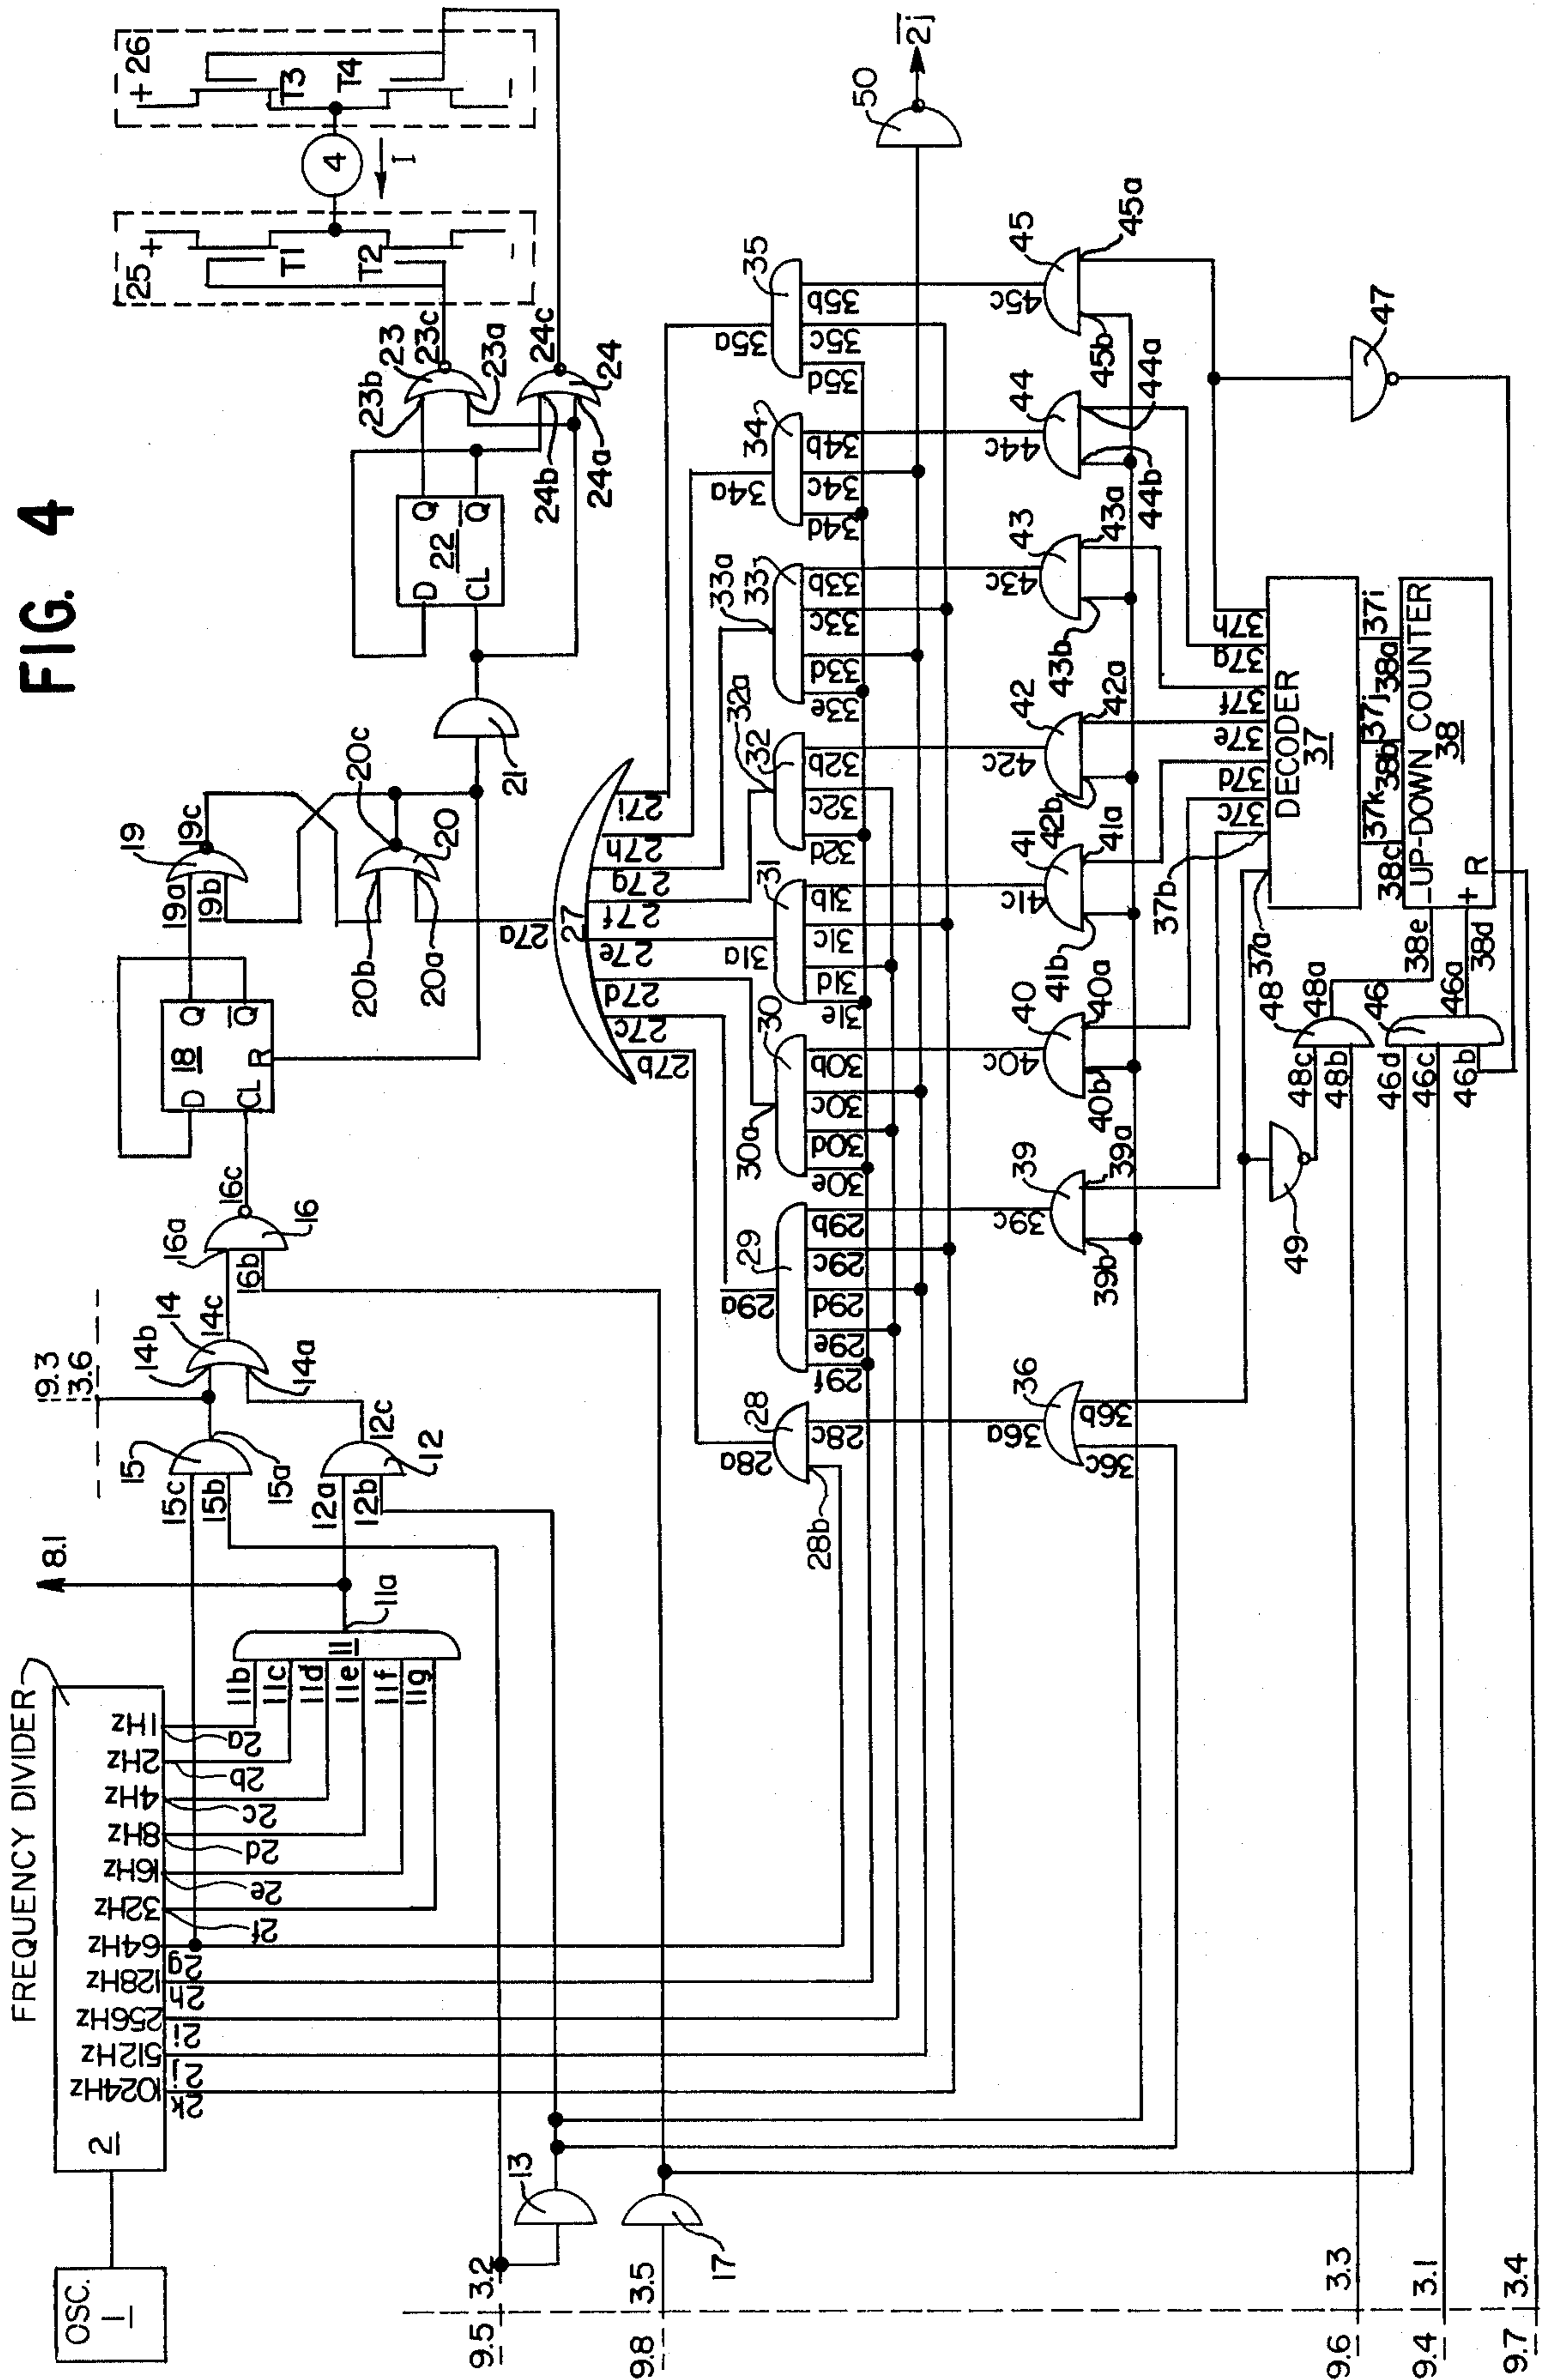 FIG. 4
FREQUENCY DIVIDER
OSC.
1
2
1024Hz
512Hz
256Hz
128Hz
64Hz
32Hz
16Hz
8Hz
4Hz
2Hz
1Hz
2k
2j
2i
2h
2g
2f
2e
2d
2c
2b
2a
11b
11c
11d
11e
11f
11g
11
11a
8.1
15c
15b
15
15a
12a
12b
12c
12
19.3
13.6
14b
14
14c
14a
16a
16b
16c
16
D
18
Q
CL
Q
R
19
19a
19b
19c
20c
20b
20a
20
21
D
22
Q
CL
Q
23b
23
23c
23a
24b
24a
24c
24
25
+
T1
T2
-
4
I
+
26
T3
T4
-
27a
27
27b
27c
27d
27e
27f
27g
27h
27i
28a
28
28b
28c
29a
29
29b
29c
29d
29e
29f
30a
30
30b
30c
30d
30e
31a
31
31b
31c
31d
31e
32a
32
32b
32c
32d
33a
33
33b
33c
33d
33e
34a
34
34b
34c
34d
35a
35
35b
35c
35d
50
2j
36a
36
36b
36c
39c
39
39a
39b
40c
40
40a
40b
41c
41
41a
41b
42c
42
42a
42b
43c
43
43a
43b
44c
44
44a
44b
45c
45
45a
45b
37a
37b
37c
37d
37e
37f
37g
37h
DECODER
37
37k
37j
37i
38c
38b
38a
UP-DOWN COUNTER
38
-
+
R
38e
38d
47
48
48a
48c
48b
49
46d
46c
46b
46
46a
13
17
9.5
3.2
9.8
3.5
9.6
3.3
9.4
3.1
9.7
3.4